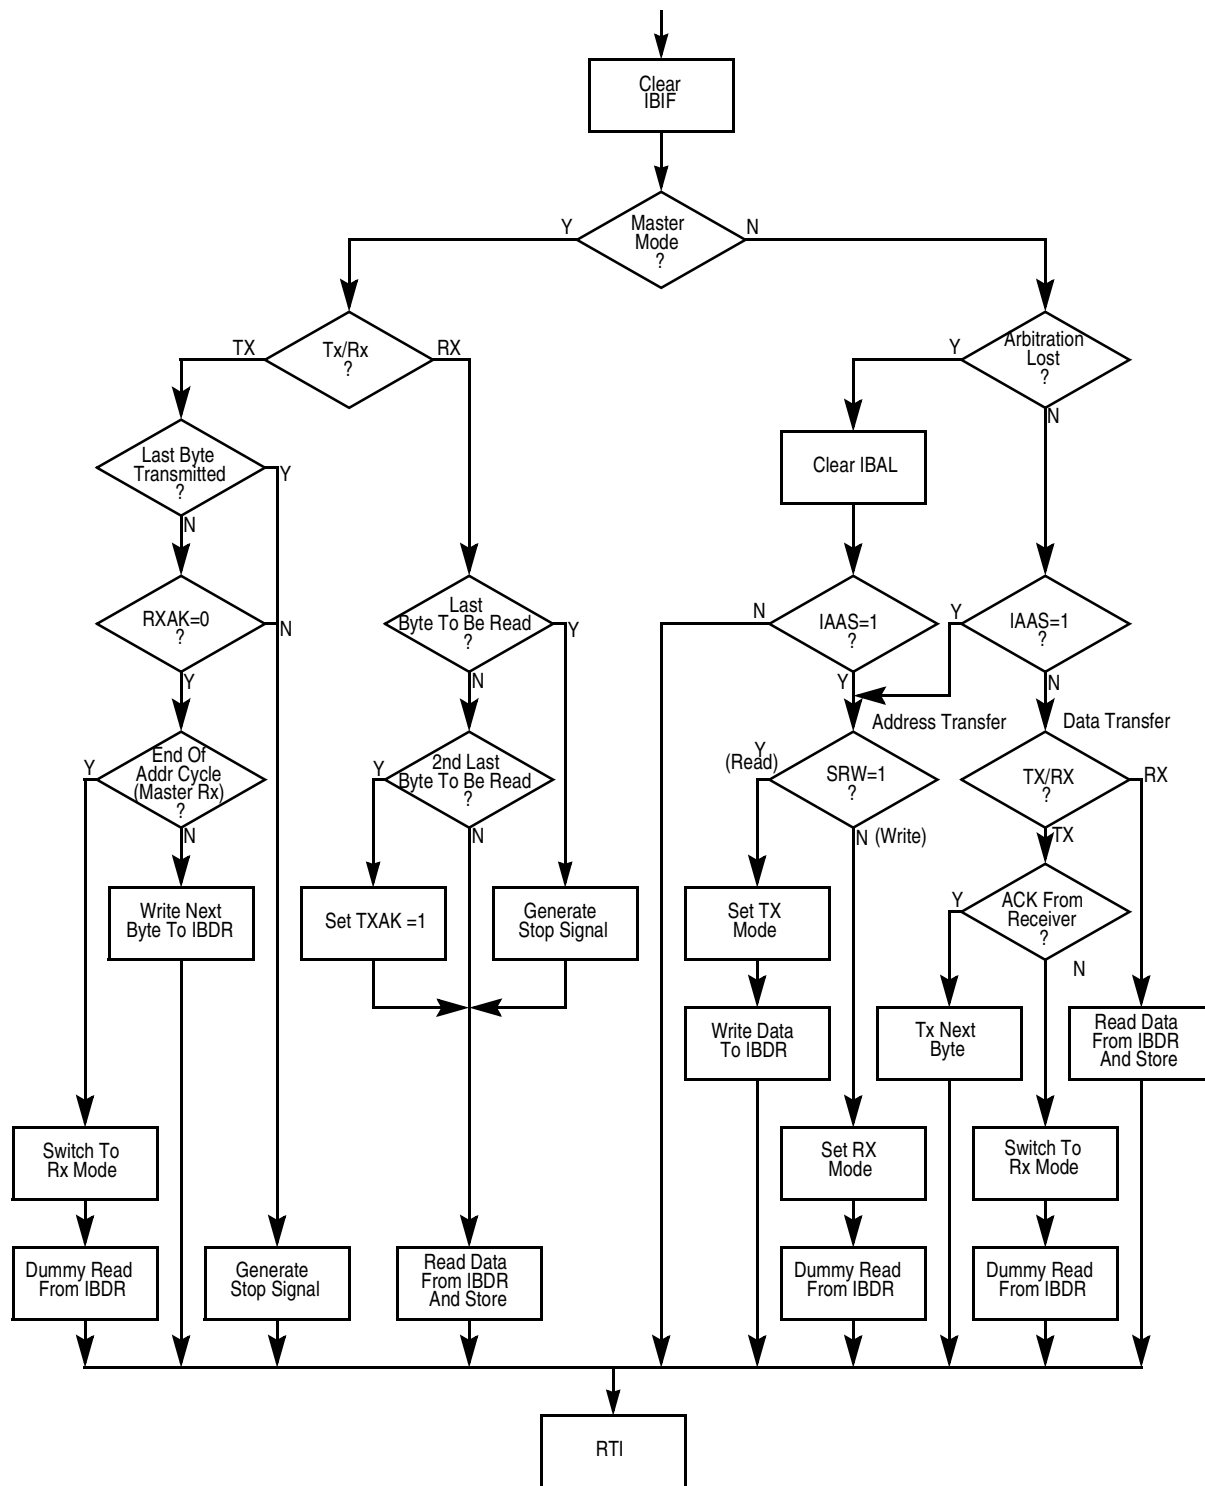 Clear
IBIF
Y
Master
Mode
?
N
TX
Tx/Rx
?
RX
Y
Arbitration
Lost
?
N
Last Byte
Transmitted
?
Y
N
Clear IBAL
RXAK=0
?
N
Y
Last
Byte To Be Read
?
Y
N
N
IAAS=1
?
Y
Y
IAAS=1
?
N
Address Transfer
Data Transfer
Y
End Of
Addr Cycle
(Master Rx)
?
N
Y
2nd Last
Byte To Be Read
?
N
Y
(Read)
SRW=1
?
N (Write)
TX/RX
?
RX
TX
Write Next
Byte To IBDR
Set TXAK =1
Generate
Stop Signal
Set TX
Mode
Y
ACK From
Receiver
?
N
Write Data
To IBDR
Tx Next
Byte
Read Data
From IBDR
And Store
Switch To
Rx Mode
Set RX
Mode
Switch To
Rx Mode
Dummy Read
From IBDR
Generate
Stop Signal
Read Data
From IBDR
And Store
Dummy Read
From IBDR
Dummy Read
From IBDR
RTI